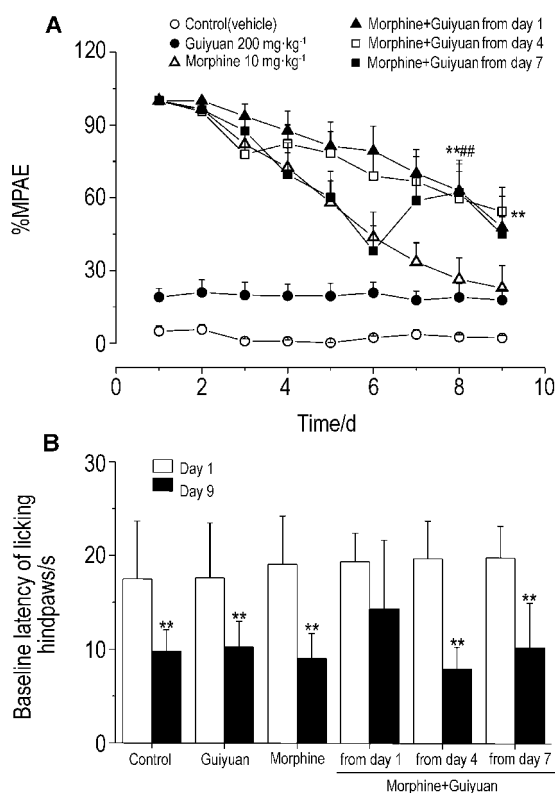 A
Control(vehicle)
Guiyuan 200 mg·kg⁻¹
Morphine 10 mg·kg⁻¹
Morphine+Guiyuan from day 1
Morphine+Guiyuan from day 4
Morphine+Guiyuan from day 7
120
90
60
30
0
%MPAE
**##
**
0 2 4 6 8 10
Time/d
B
Day 1
Day 9
30
20
10
0
Baseline latency of licking
hindpaws/s
** ** ** ** **
Control Guiyuan Morphine from day 1 from day 4 from day 7
Morphine+Guiyuan